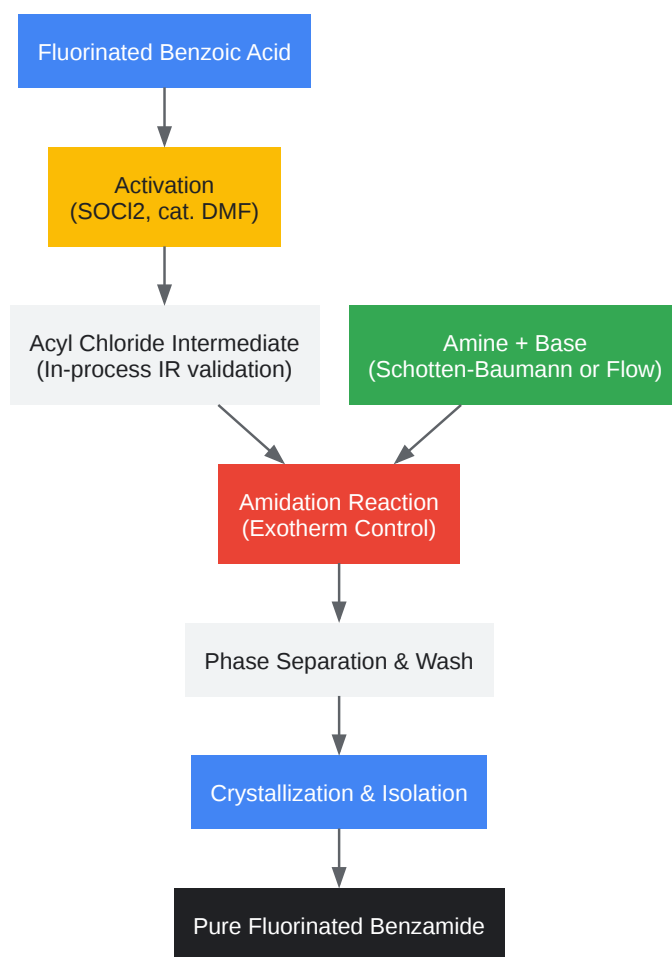 Fluorinated Benzoic Acid
Activation
(SOCl2, cat. DMF)
Acyl Chloride Intermediate
(In-process IR validation)
Amine + Base
(Schotten-Baumann or Flow)
Amidation Reaction
(Exotherm Control)
Phase Separation & Wash
Crystallization & Isolation
Pure Fluorinated Benzamide